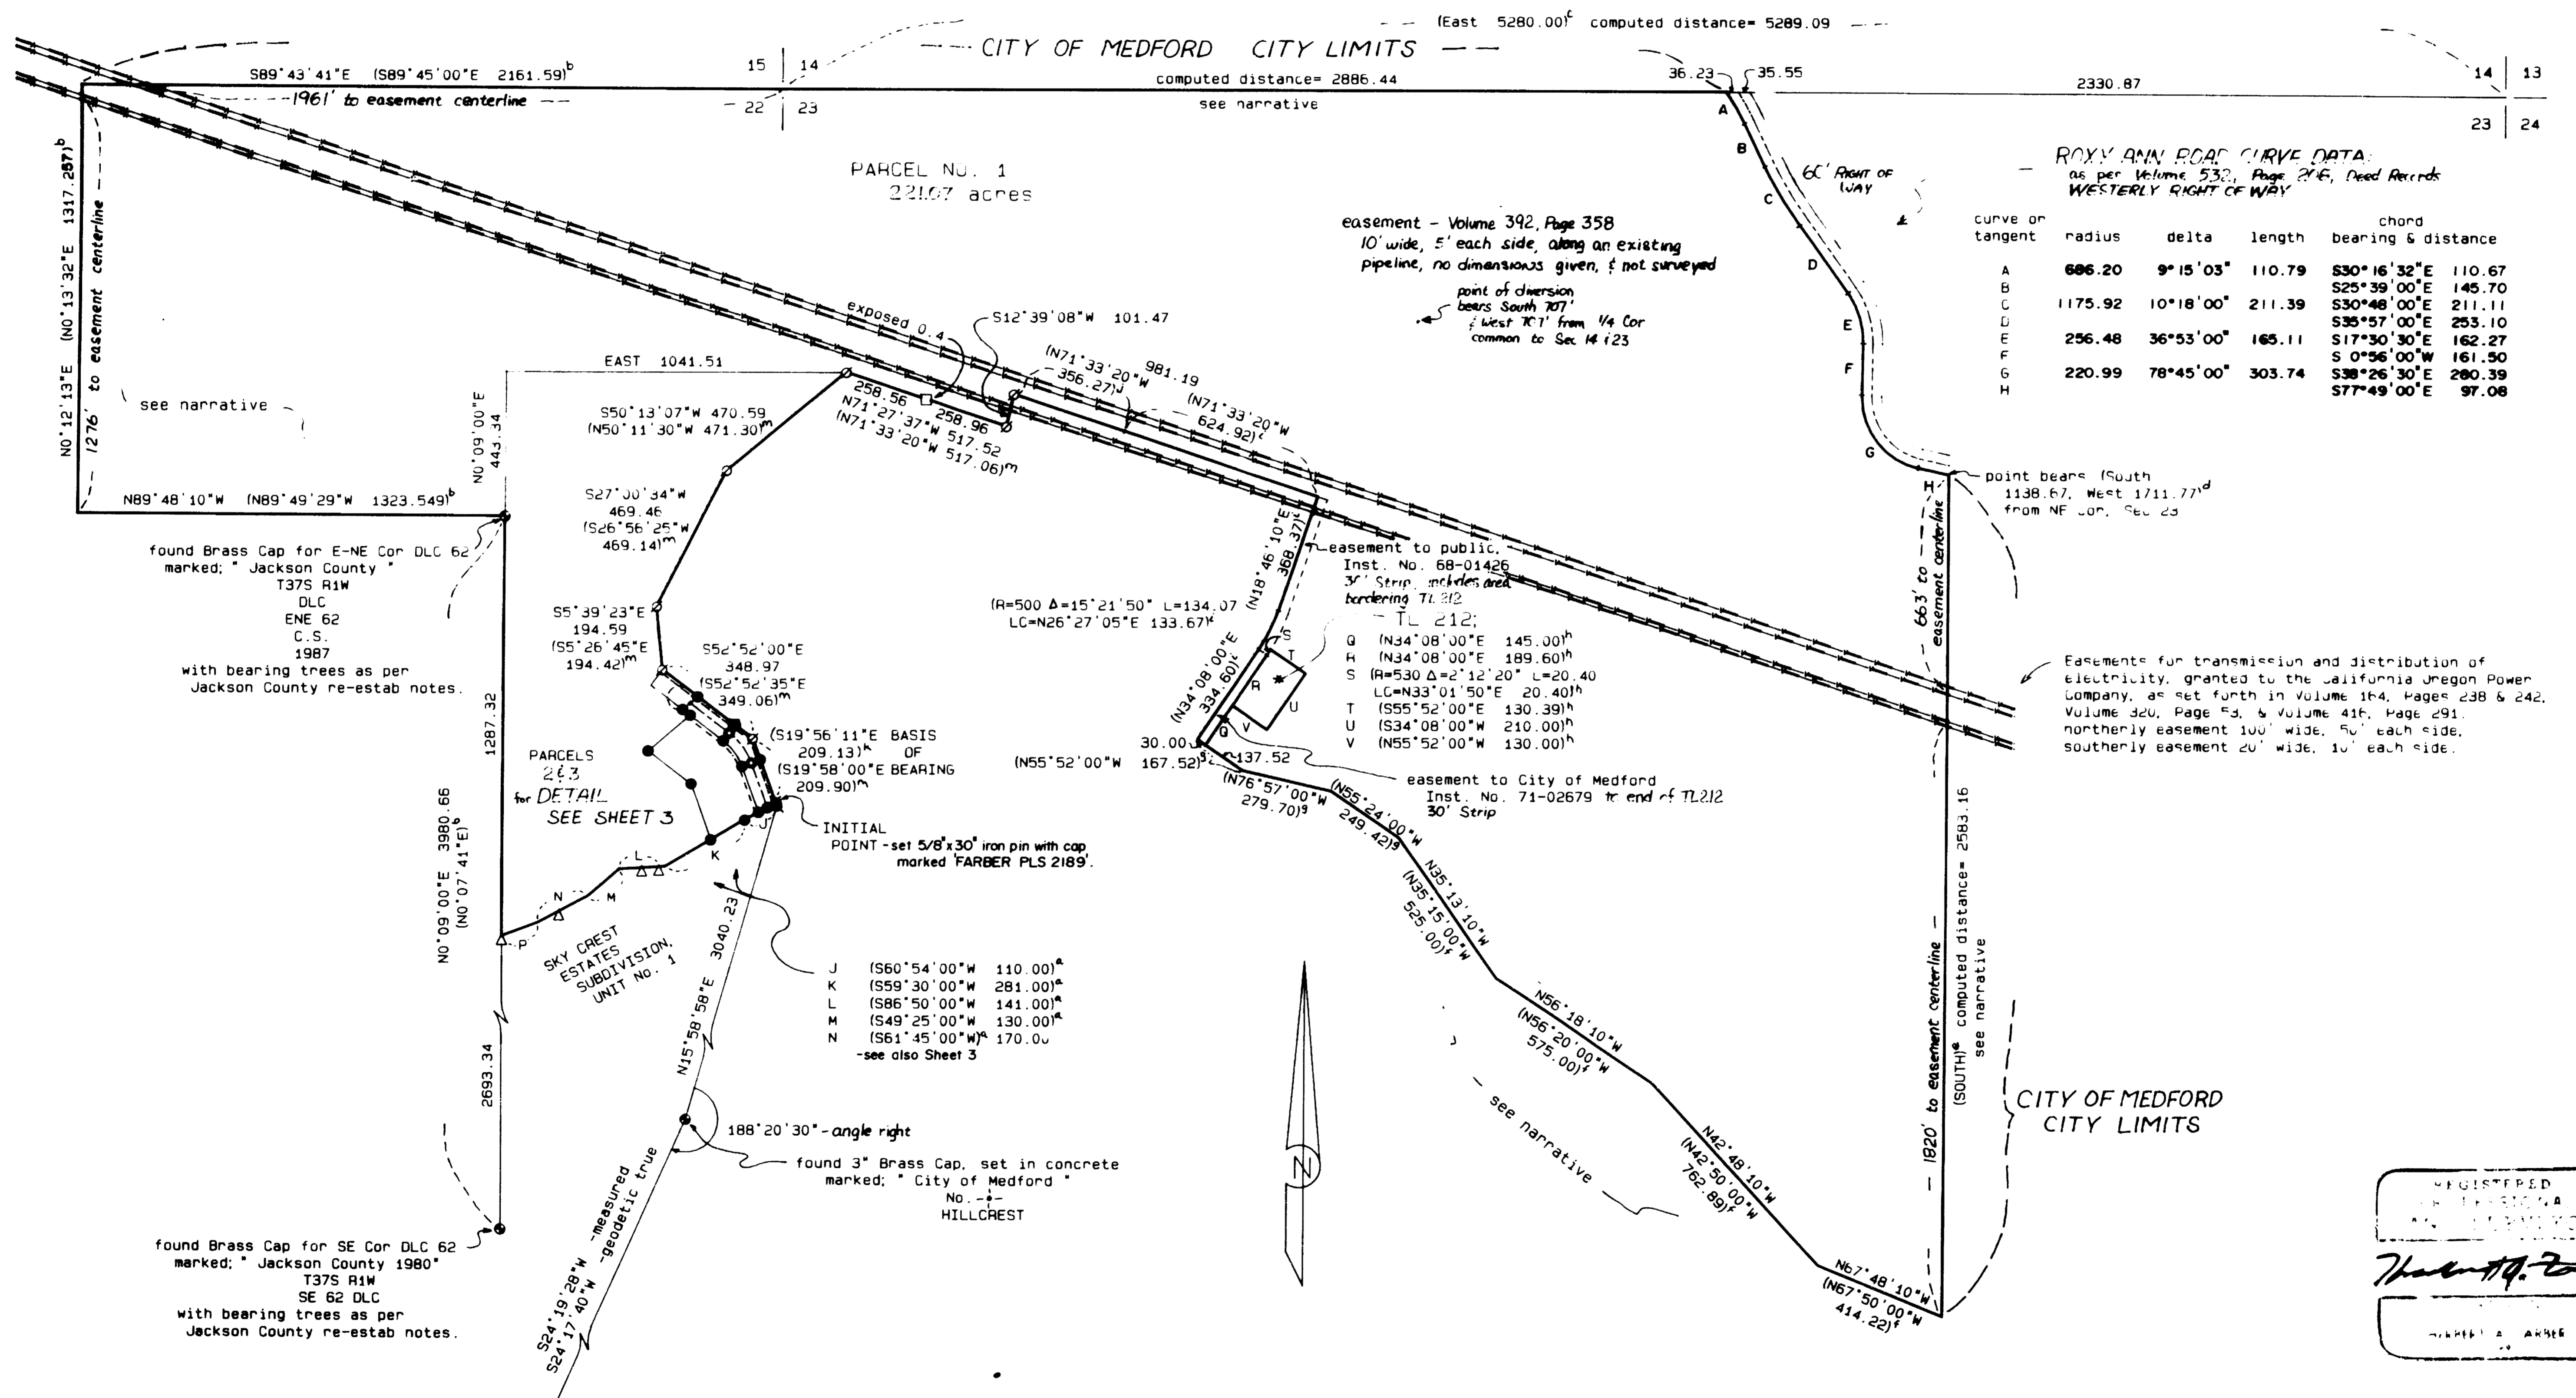 (East 5280.00)ᶜ computed distance= 5289.09
CITY OF MEDFORD CITY LIMITS
S89°43'41"E (S89°45'00"E 2161.59)ᵇ
1961' to easement centerline
15 14
22 23
computed distance= 2886.44
see narrative
36.23 35.55
2330.87
14 13
23 24
N0°12'13"E (N0°13'32"E 1317.287)ᵇ
1276' to easement centerline
PARCEL NO. 1
221.07 acres
60' RIGHT OF
WAY
ROXY ANN ROAD CURVE DATA:
as per Volume 532, Page 206, Deed Records
WESTERLY RIGHT OF WAY
curve or tangent radius delta length chord bearing & distance
A 686.20 9°15'03" 110.79 S30°16'32"E 110.67
B S25°39'00"E 145.70
C 1175.92 10°18'00" 211.39 S30°48'00"E 211.11
D S35°57'00"E 253.10
E 256.48 36°53'00" 165.11 S17°30'30"E 162.27
F S 0°56'00"W 161.50
G 220.99 78°45'00" 303.74 S38°26'30"E 280.39
H S77°49'00"E 97.08
A
B
C
D
E
F
G
H
easement - Volume 392, Page 358
10' wide, 5' each side, along an existing
pipeline, no dimensions given, & not surveyed
point of diversion
bears South 707'
& West 707' from 1/4 Cor
common to Sec 14 & 23
exposed 0.4
S12°39'08"W 101.47
EAST 1041.51
see narrative
N0°09'00"E
443.34
S50°13'07"W 470.59
(N50°11'30"W 471.30)ᵐ
258.56
258.96
N71°27'37"W 517.52
(N71°33'20"W 517.06)ᵐ
(N71°33'20"W
356.27)ʲ
981.19
(N71°33'20"W
624.92)ⁱ
N89°48'10"W (N89°49'29"W 1323.549)ᵇ
S27°00'34"W
469.46
(S26°56'25"W
469.14)ᵐ
point bears (South
1138.67, West 1711.77)ᵈ
from NE Cor, Sec 23
found Brass Cap for E-NE Cor DLC 62
marked; " Jackson County "
T37S R1W
DLC
ENE 62
C.S.
1987
with bearing trees as per
Jackson County re-estab notes.
(N18°46'10"E
368.37)ⁱ
easement to public,
Inst. No. 68-01426
30' Strip, includes area
bordering TL 212
663' to easement centerline
S5°39'23"E
194.59
(S5°26'45"E
194.42)ᵐ
(R=500 Δ=15°21'50" L=134.07
LC=N26°27'05"E 133.67)ⁱ
TL 212;
Q (N34°08'00"E 145.00)ʰ
R (N34°08'00"E 189.60)ʰ
S (R=530 Δ=2°12'20" L=20.40
LC=N33°01'50"E 20.40)ʰ
T (S55°52'00"E 130.39)ʰ
U (S34°08'00"W 210.00)ʰ
V (N55°52'00"W 130.00)ʰ
S52°52'00"E
348.97
(S52°52'35"E
349.06)ᵐ
(N34°08'00"E
334.60)ⁱ
S
T
R
U
V
Q
Easements for transmission and distribution of
electricity, granted to the California Oregon Power
Company, as set forth in Volume 164, Pages 238 & 242,
Volume 320, Page 53, & Volume 416, Page 291.
northerly easement 100' wide, 50' each side,
southerly easement 20' wide, 10' each side.
1287.32
(S19°56'11"E BASIS
209.13)ᵏ OF
(S19°58'00"E BEARING
209.90)ᵐ
30.00
(N55°52'00"W
167.52)ᵍ
137.52
PARCELS
2&3
for DETAIL
SEE SHEET 3
(N76°57'00"W
279.70)ᵍ
(N55°24'00"W
249.42)ᵍ
easement to City of Medford
Inst. No. 71-02679 to end of TL212
30' Strip
N0°09'00"E 3980.66
(N0°07'41"E)ᵇ
J
K
L
M
N
P
INITIAL
POINT -set 5/8"x30" iron pin with cap
marked 'FARBER PLS 2189'.
N35°13'10"W
(N35°15'00"W
525.00)ᶠ
(SOUTH)ᵉ computed distance= 2583.16
see narrative
SKY CREST
ESTATES
SUBDIVISION,
UNIT No. 1
N15°58'58"E 3040.23
J (S60°54'00"W 110.00)ᵃ
K (S59°30'00"W 281.00)ᵃ
L (S86°50'00"W 141.00)ᵃ
M (S49°25'00"W 130.00)ᵃ
N (S61°45'00"W)ᵃ 170.00
-see also Sheet 3
N56°18'10"W
(N56°20'00"W
575.00)ᶠ
1820' to easement centerline
2693.34
see narrative
188°20'30" -angle right
found 3" Brass Cap, set in concrete
marked; " City of Medford "
No.
HILLCREST
N
CITY OF MEDFORD
CITY LIMITS
N42°48'10"W
(N42°50'00"W
762.89)ᶠ
found Brass Cap for SE Cor DLC 62
marked; " Jackson County 1980"
T37S R1W
SE 62 DLC
with bearing trees as per
Jackson County re-estab notes.
S24°19'28"W -measured
S24°17'40"W -geodetic true
N67°48'10"W
(N67°50'00"W
414.22)ᶠ
REGISTERED